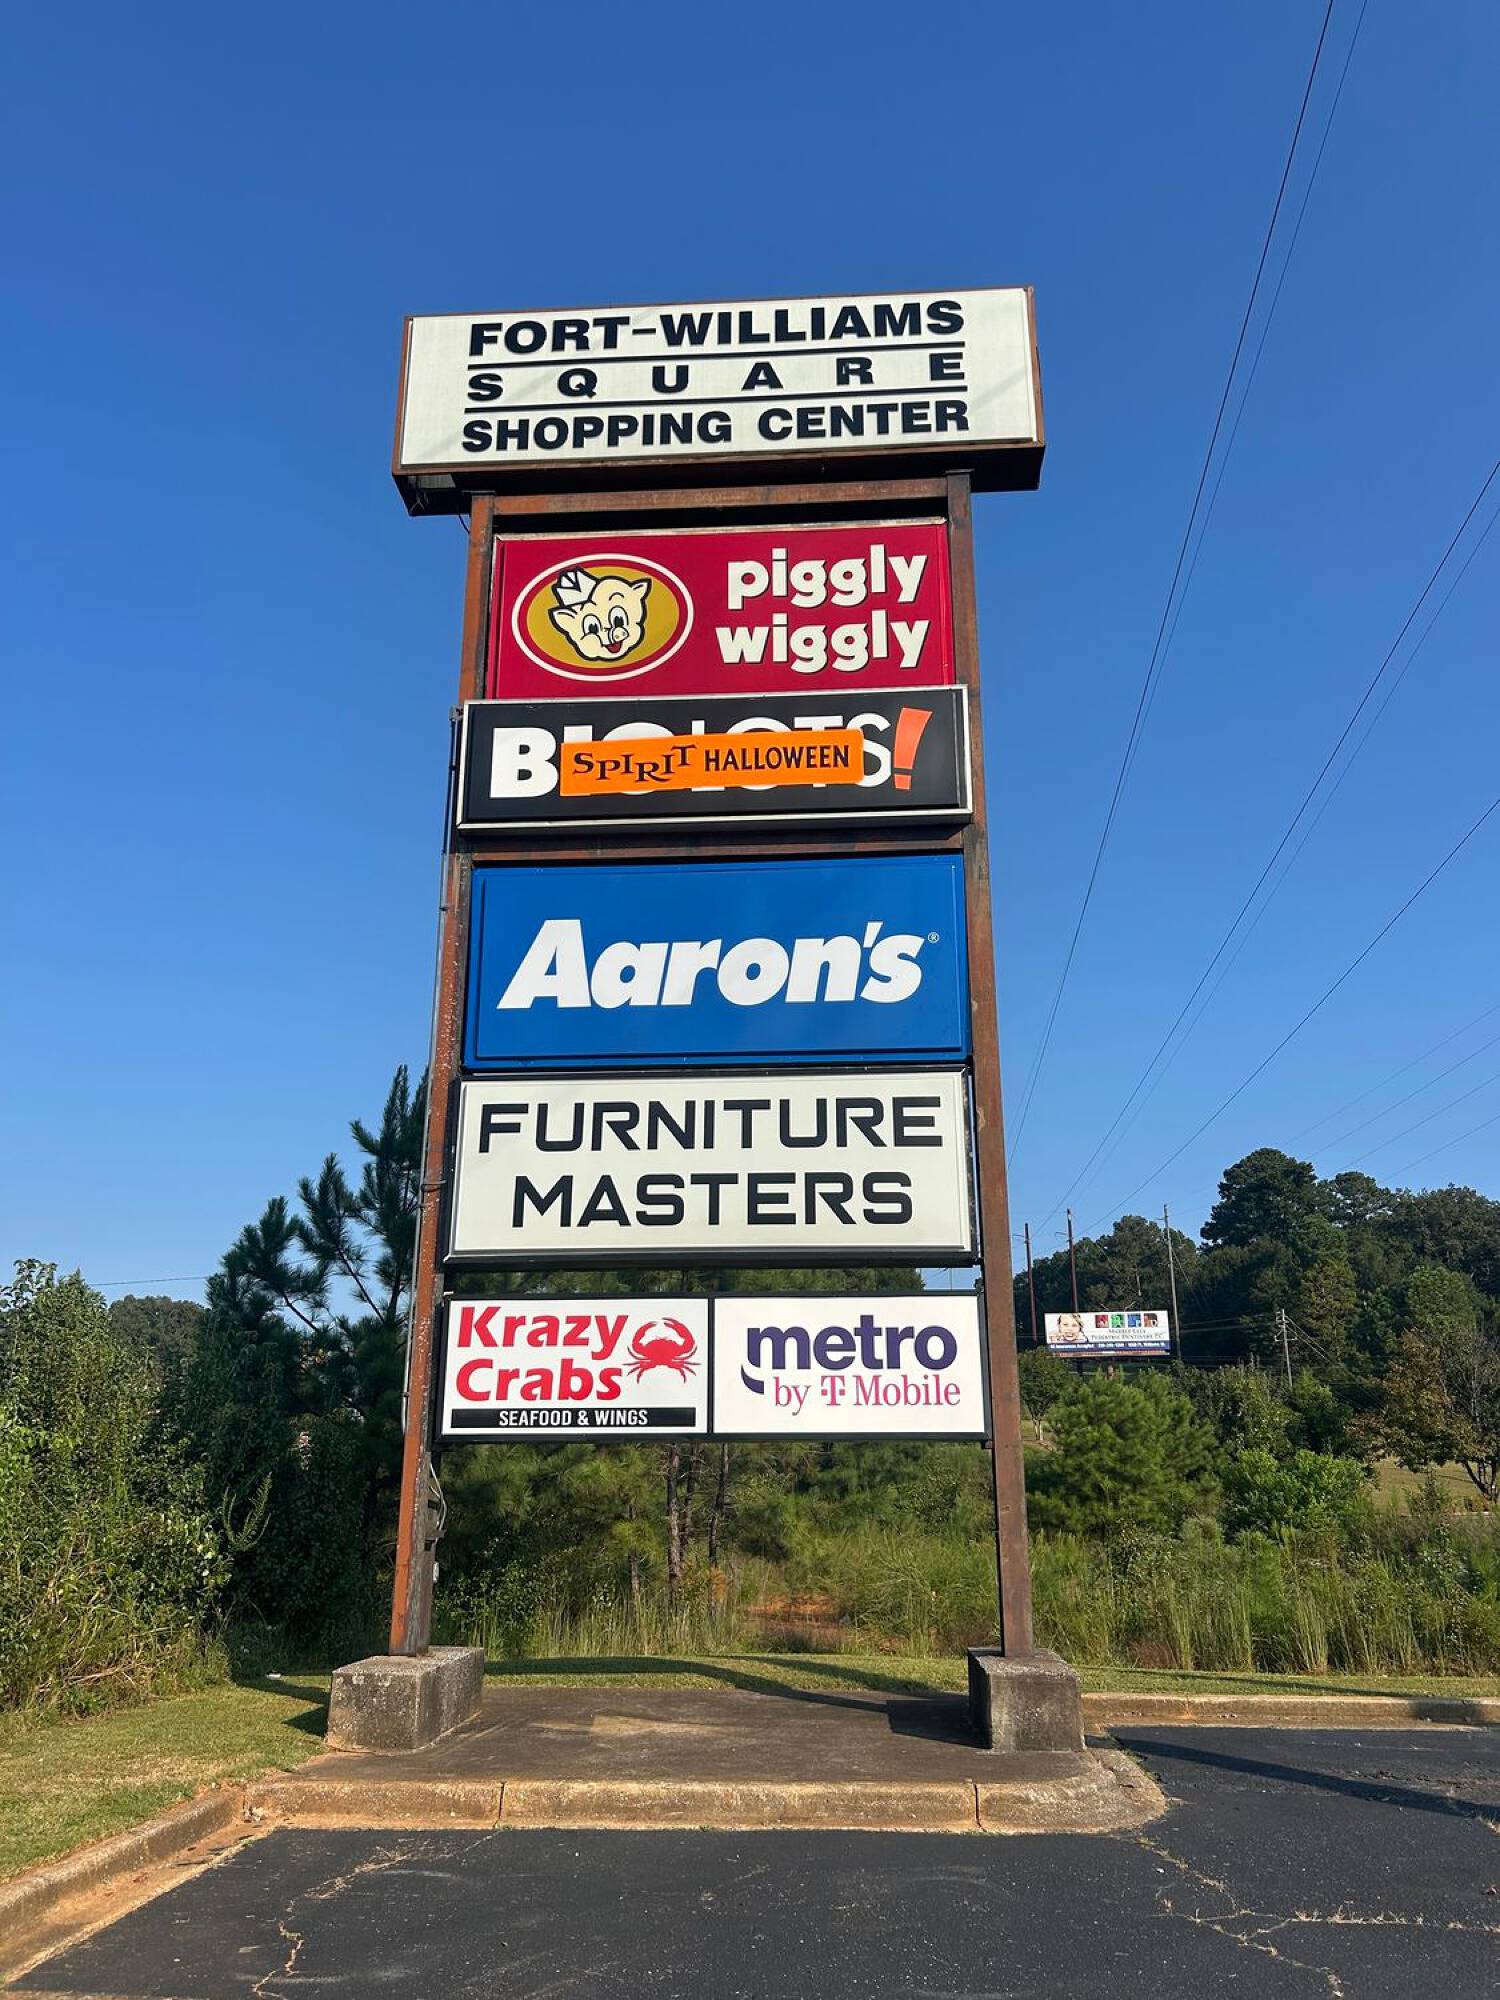 FORT-WILLIAMS
SQUARE
SHOPPING CENTER
piggly
wiggly
SPIRIT HALLOWEEN
Aaron's®
FURNITURE
MASTERS
Krazy
Crabs
SEAFOOD & WINGS
metro
by T Mobile